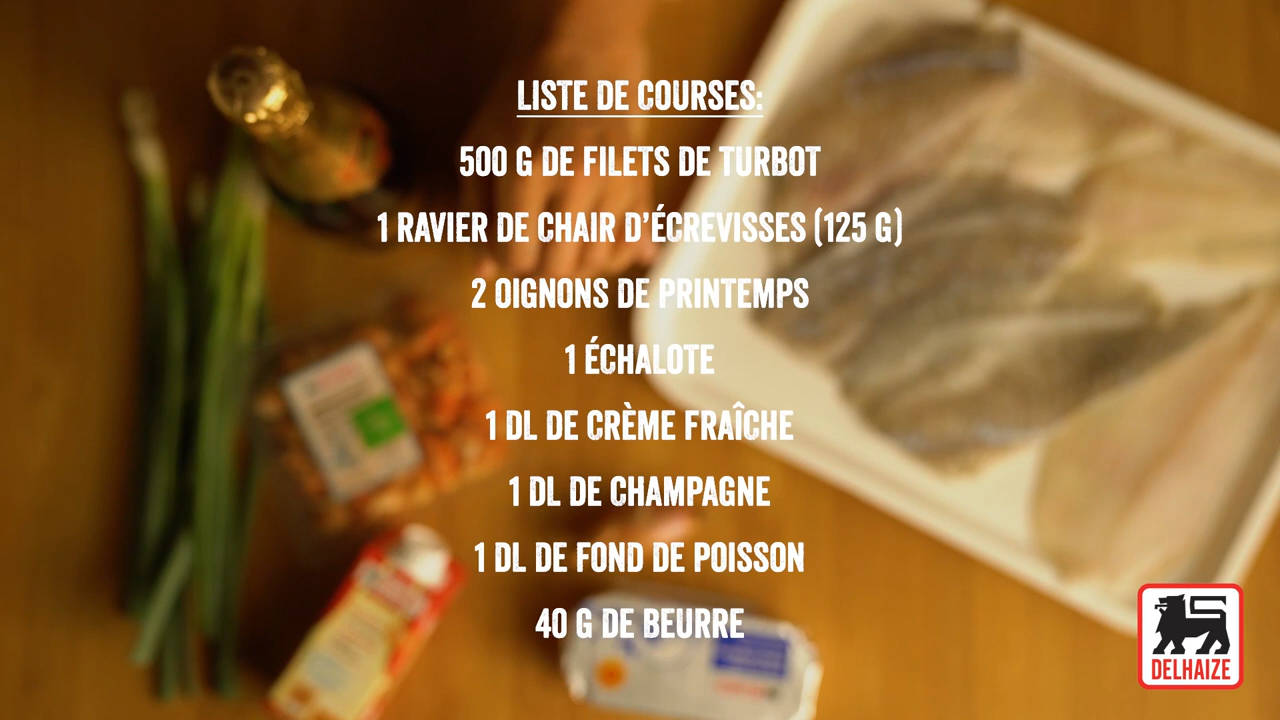 LISTE DE COURSES:
500 G DE FILETS DE TURBOT
1 RAVIER DE CHAIR D'ÉCREVISSES (125 G)
2 OIGNONS DE PRINTEMPS
1 ÉCHALOTE
1 DL DE CRÈME FRAÎCHE
1 DL DE CHAMPAGNE
1 DL DE FOND DE POISSON
40 G DE BEURRE
DELHAIZE